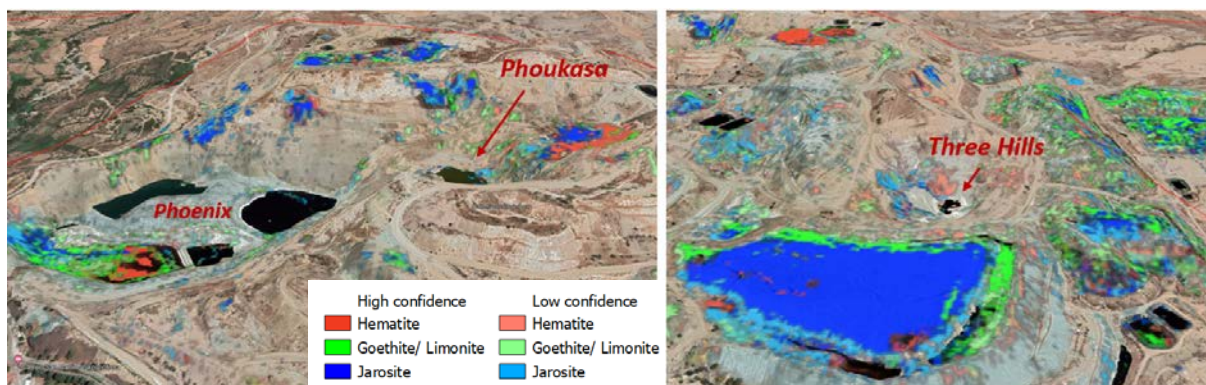 Phoukasa
Phoenix
High confidence Low confidence
Hematite Hematite
Goethite/ Limonite Goethite/ Limonite
Jarosite Jarosite
Three Hills